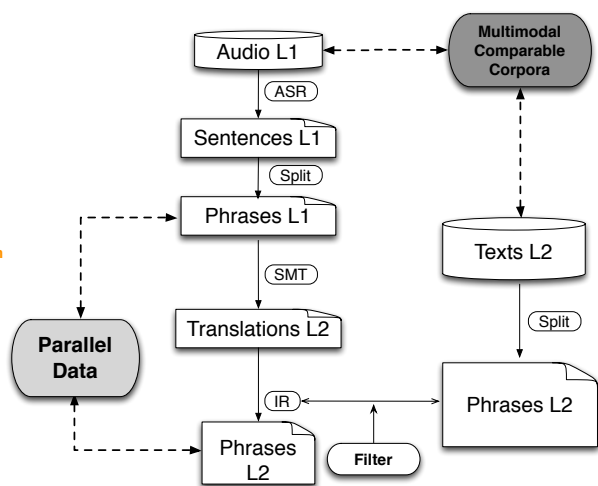 Multimodal
Comparable
Corpora
Audio L1
ASR
Sentences L1
Split
Phrases L1
SMT
Texts L2
Split
Translations L2
Parallel
Data
IR
Phrases L2
Phrases
L2
Filter